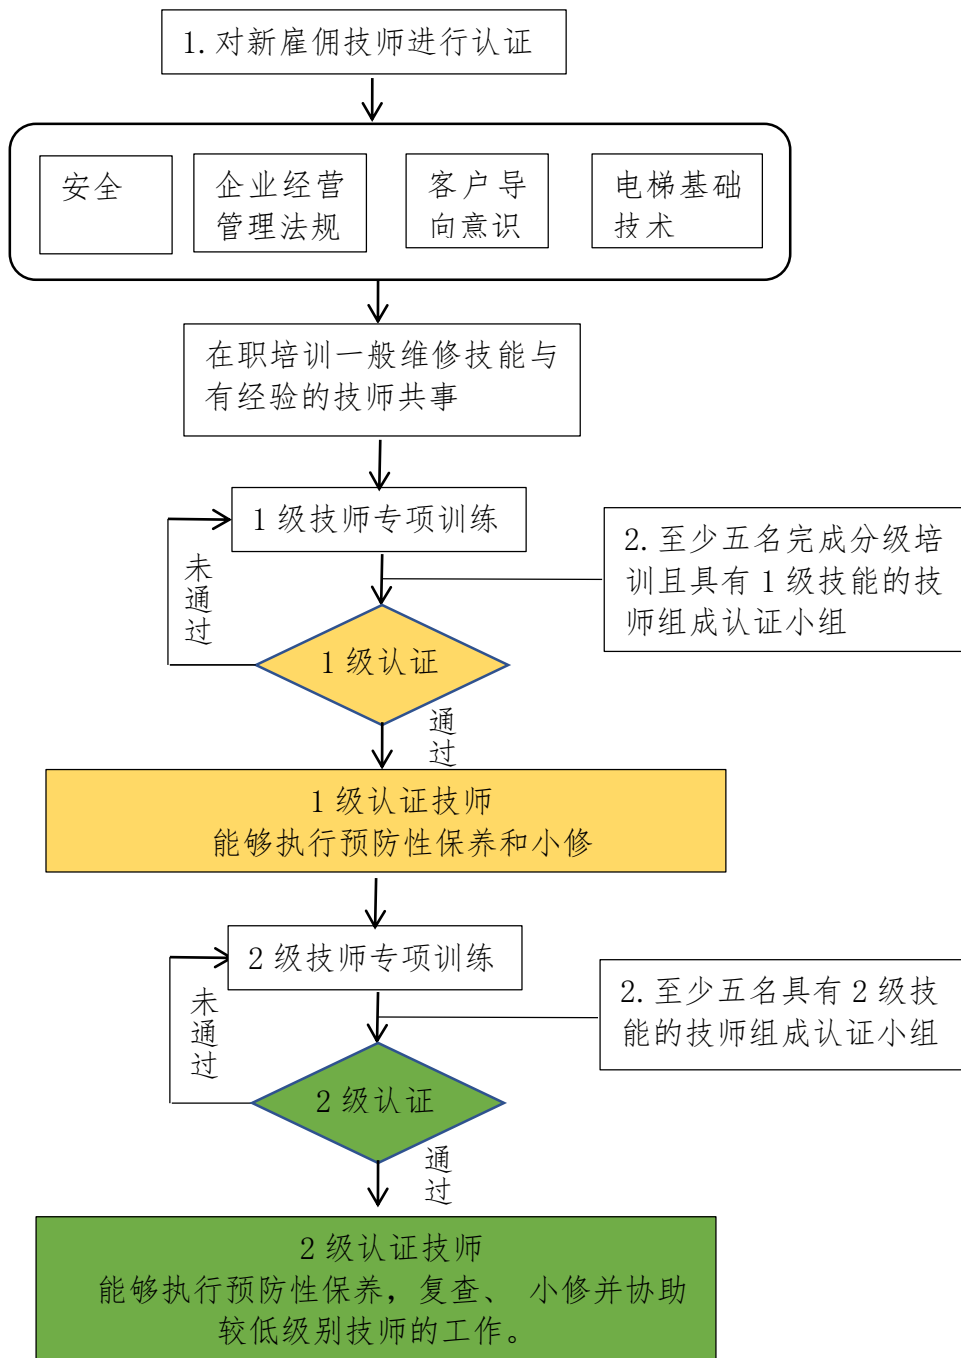 1.对新雇佣技师进行认证
安全
企业经营
管理法规
客户导
向意识
电梯基础
技术
在职培训一般维修技能与
有经验的技师共事
1级技师专项训练
未通过
2.至少五名完成分级培
训且具有1级技能的技
师组成认证小组
1级认证
通过
1级认证技师
能够执行预防性保养和小修
2级技师专项训练
未通过
2.至少五名具有2级技
能的技师组成认证小组
2级认证
通过
2级认证技师
能够执行预防性保养，复查、 小修并协助
较低级别技师的工作。